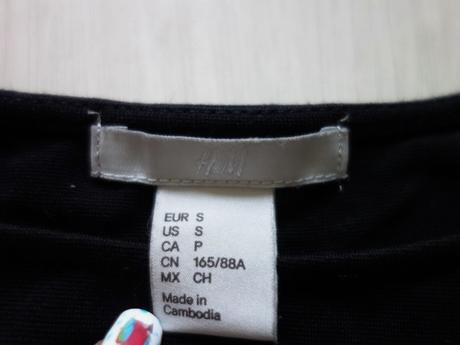 H&M
EUR S
US S
CA P
CN 165/88A
MX CH
Made in
Cambodia